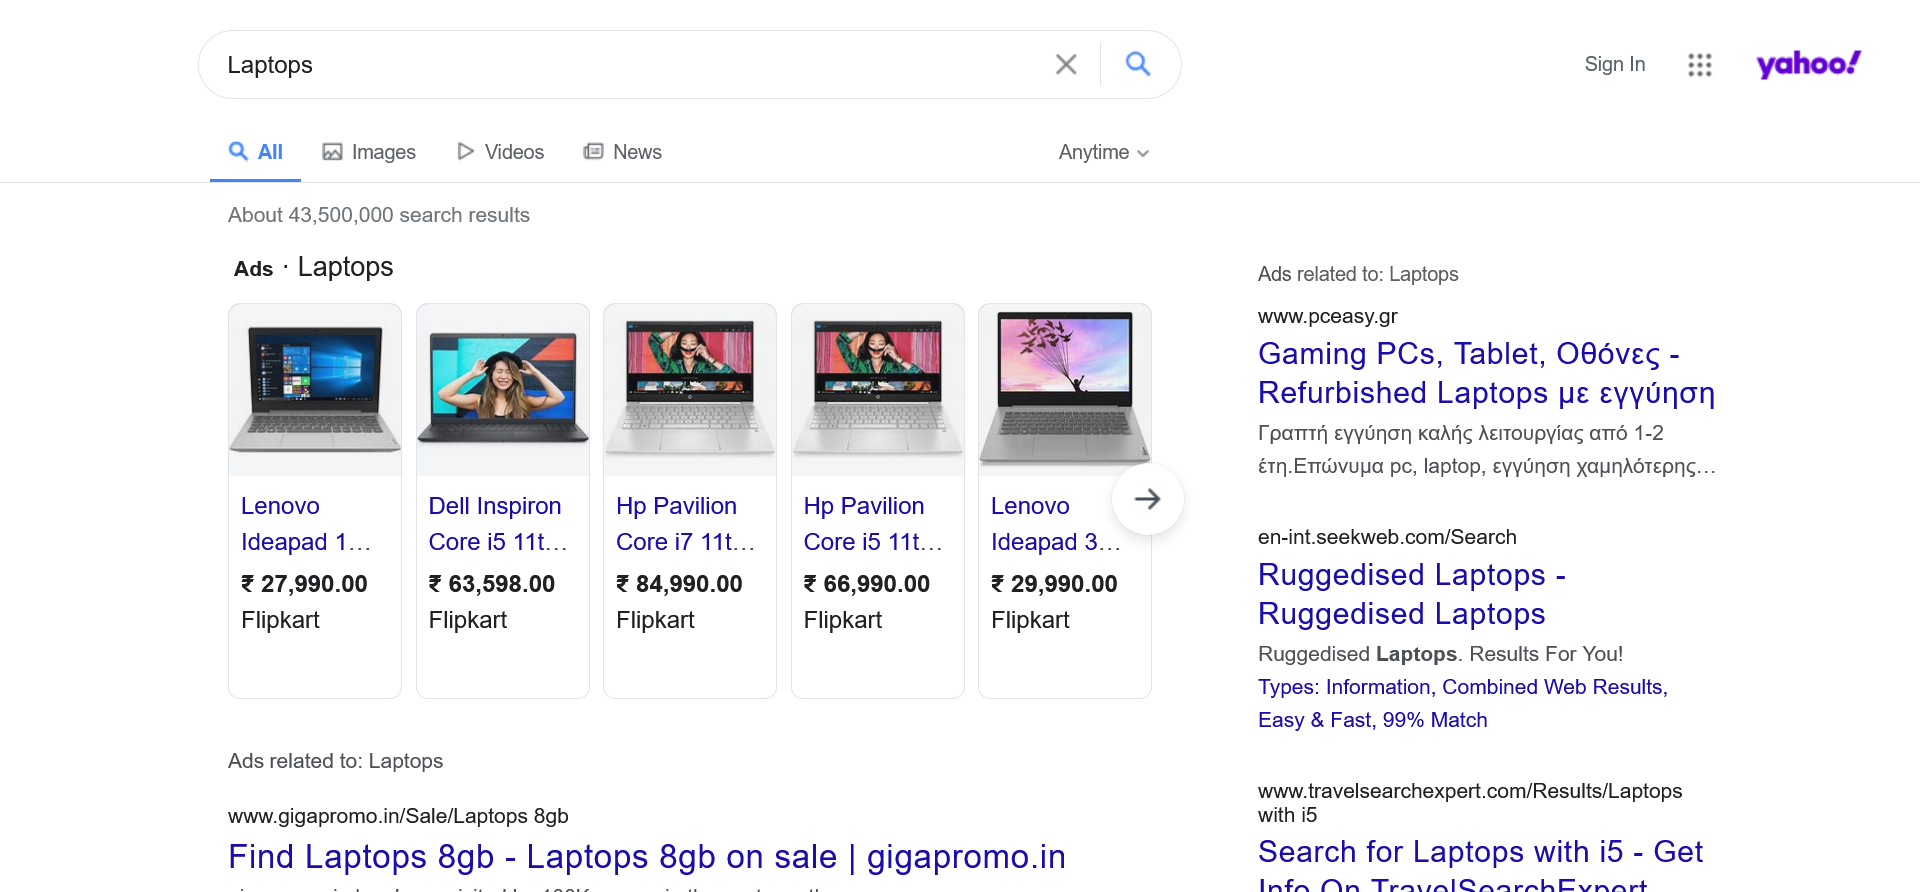 Laptops
Sign In
yahoo!
All
Images
Videos
News
Anytime
About 43,500,000 search results
Ads · Laptops
Lenovo
Ideapad 1...
₹ 27,990.00
Flipkart
Dell Inspiron
Core i5 11t...
₹ 63,598.00
Flipkart
Hp Pavilion
Core i7 11t...
₹ 84,990.00
Flipkart
Hp Pavilion
Core i5 11t...
₹ 66,990.00
Flipkart
Lenovo
Ideapad 3...
₹ 29,990.00
Flipkart
Ads related to: Laptops
www.gigapromo.in/Sale/Laptops 8gb
Find Laptops 8gb - Laptops 8gb on sale | gigapromo.in
Ads related to: Laptops
www.pceasy.gr
Gaming PCs, Tablet, Οθόνες -
Refurbished Laptops με εγγύηση
Γραπτή εγγύηση καλής λειτουργίας από 1-2
έτη.Επώνυμα pc, laptop, εγγύηση χαμηλότερης...
en-int.seekweb.com/Search
Ruggedised Laptops -
Ruggedised Laptops
Ruggedised Laptops. Results For You!
Types: Information, Combined Web Results,
Easy & Fast, 99% Match
www.travelsearchexpert.com/Results/Laptops
with i5
Search for Laptops with i5 - Get
Info On TravelSearchExpert